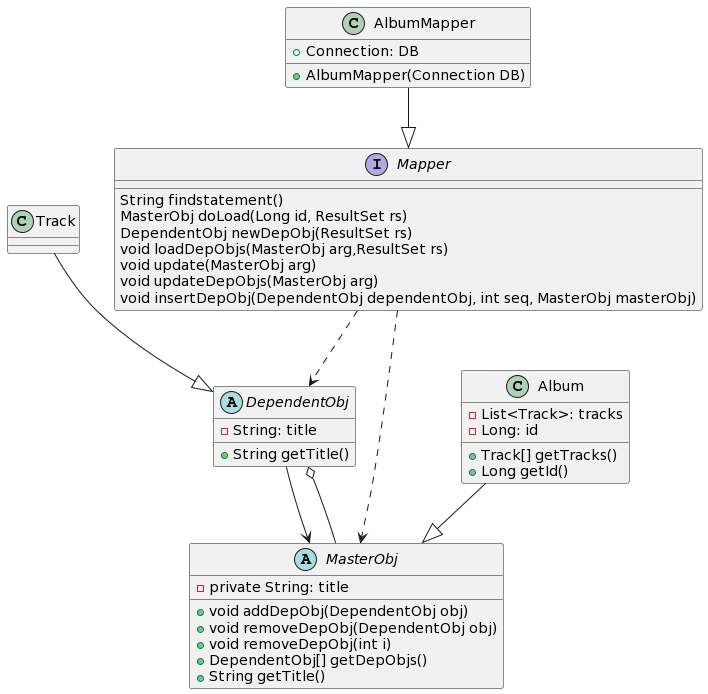 C AlbumMapper
Connection: DB
AlbumMapper(Connection DB)
I Mapper
String findstatement()
MasterObj doLoad(Long id, ResultSet rs)
DependentObj newDepObj(ResultSet rs)
void loadDepObjs(MasterObj arg,ResultSet rs)
void update(MasterObj arg)
void updateDepObjs(MasterObj arg)
void insertDepObj(DependentObj dependentObj, int seq, MasterObj masterObj)
C Track
A DependentObj
String: title
String getTitle()
C Album
List<Track>: tracks
Long: id
Track[] getTracks()
Long getId()
A MasterObj
private String: title
void addDepObj(DependentObj obj)
void removeDepObj(DependentObj obj)
void removeDepObj(int i)
DependentObj[] getDepObjs()
String getTitle()